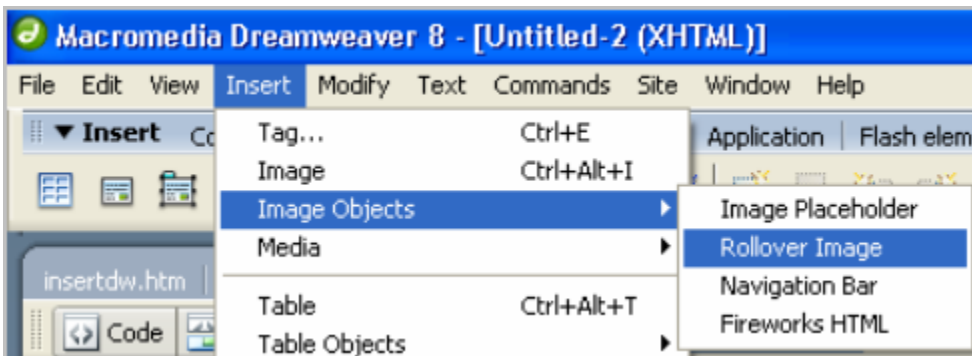 Macromedia Dreamweaver 8 - [Untitled-2 (XHTML)]
File Edit View Insert Modify Text Commands Site Window Help
Insert Application Flash
Tag... Ctrl+E
Image Ctrl+Alt+I
Image Objects Image Placeholder
Media Rollover Image
insertdw.htm Navigation Bar
Table Ctrl+Alt+T Fireworks HTML
Code Table Objects